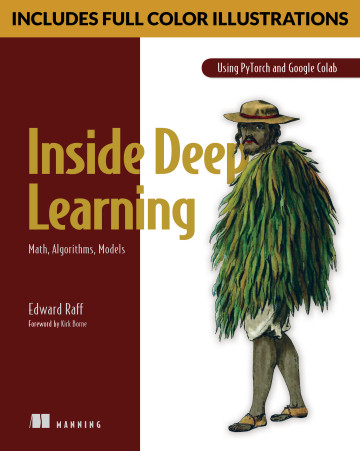 INCLUDES FULL COLOR ILLUSTRATIONS
Using PyTorch and Google Colab
Inside Deep
Learning
Math, Algorithms, Models
Edward Raff
Foreword by Kirk Borne
MANNING